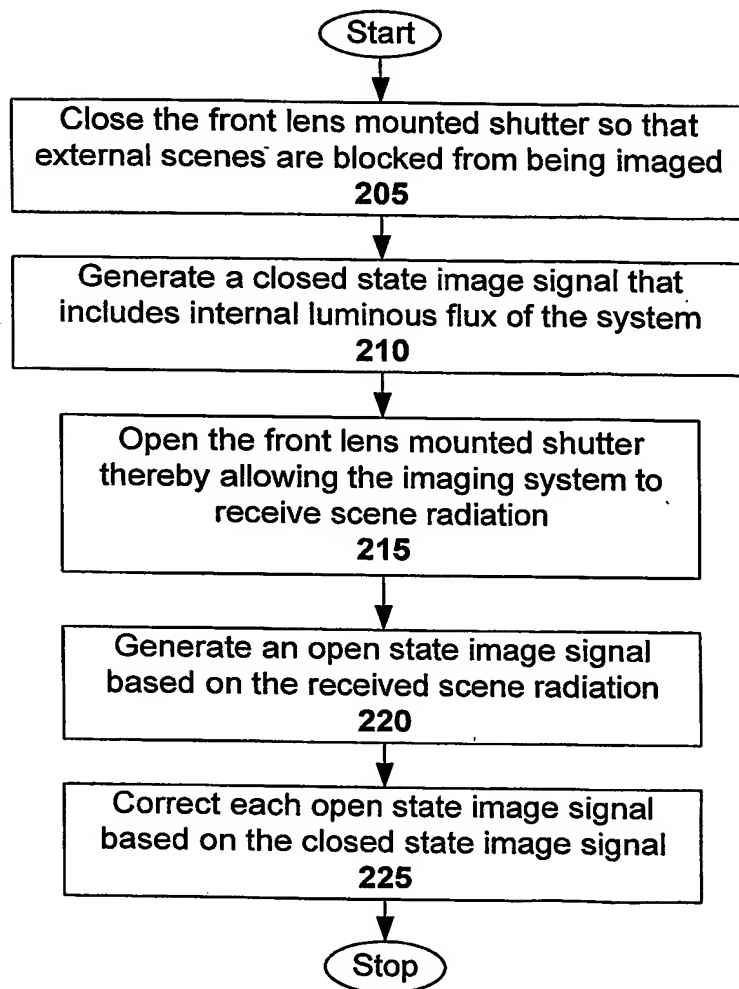 Start
Close the front lens mounted shutter so that
external scenes are blocked from being imaged
205
Generate a closed state image signal that
includes internal luminous flux of the system
210
Open the front lens mounted shutter
thereby allowing the imaging system to
receive scene radiation
215
Generate an open state image signal
based on the received scene radiation
220
Correct each open state image signal
based on the closed state image signal
225
Stop